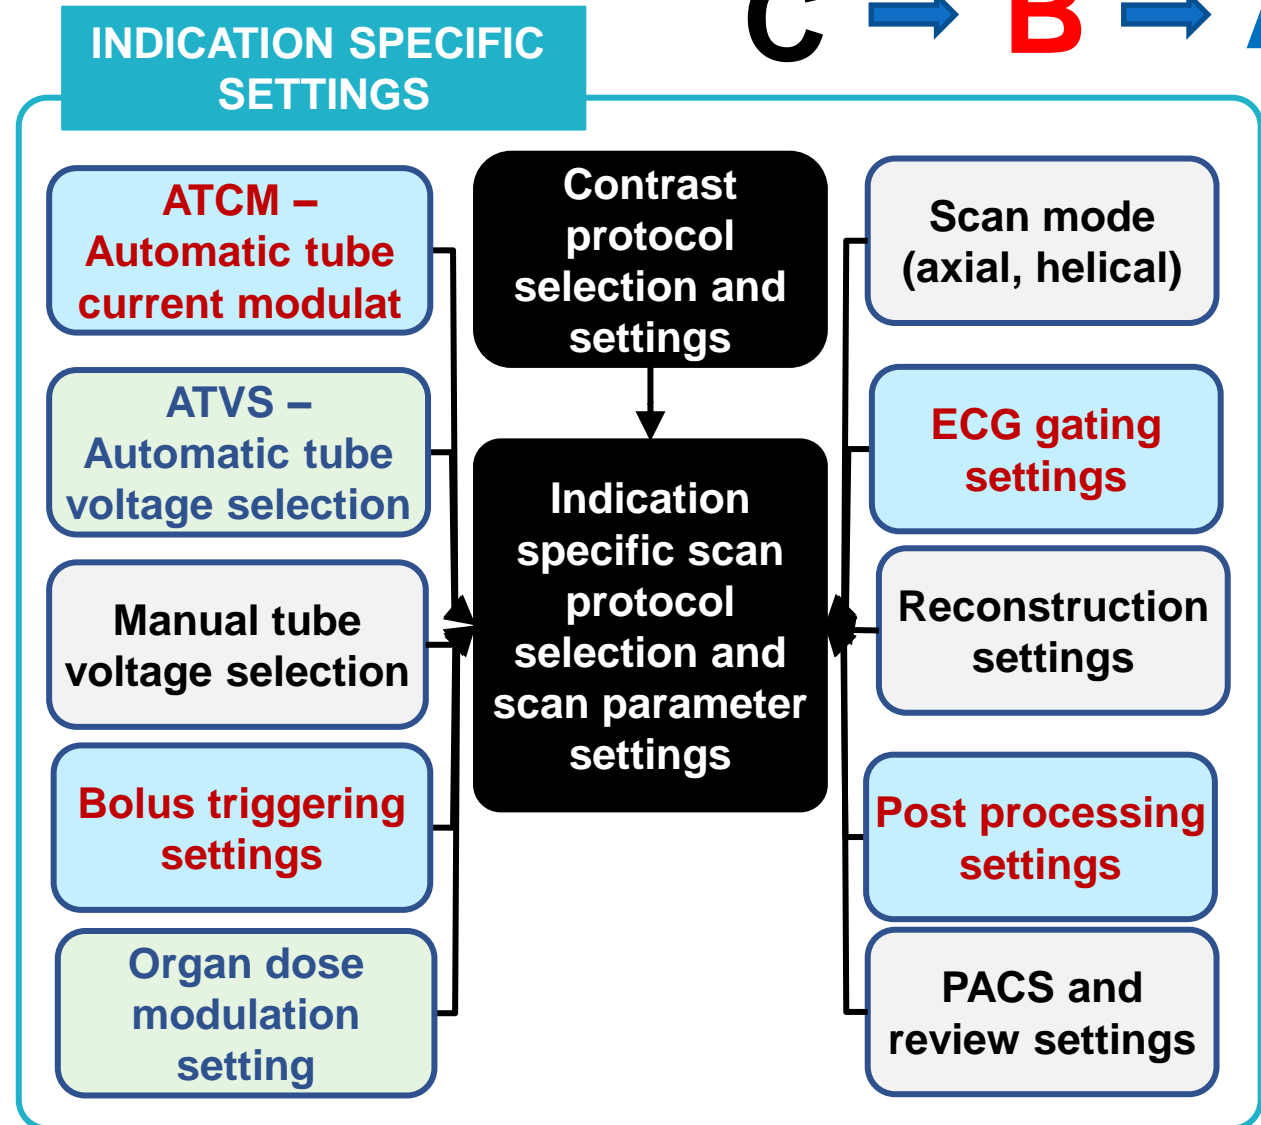 C B
INDICATION SPECIFIC
SETTINGS
ATCM –
Automatic tube
current modulat
ATVS –
Automatic tube
voltage selection
Manual tube
voltage selection
Bolus triggering
settings
Organ dose
modulation
setting
Contrast
protocol
selection and
settings
Indication
specific scan
protocol
selection and
scan parameter
settings
Scan mode
(axial, helical)
ECG gating
settings
Reconstruction
settings
Post processing
settings
PACS and
review settings